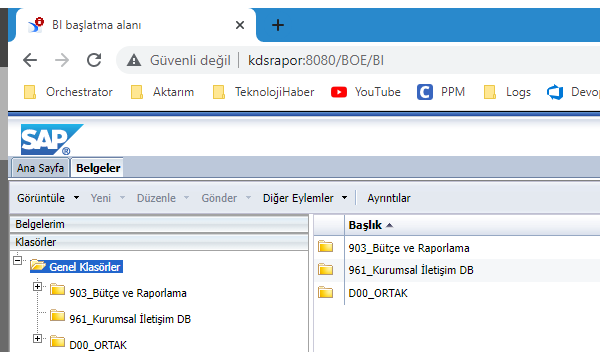 BI başlatma alanı
Güvenli değil | kdsrapor:8080/BOE/BI
Orchestrator Aktarım TeknolojiHaber YouTube PPM Logs Devop
SAP®
Ana Sayfa Belgeler
Görüntüle Yeni Düzenle Gönder Diğer Eylemler Ayrıntılar
Belgelerim
Klasörler
Genel Klasörler
903_Bütçe ve Raporlama
961_Kurumsal İletişim DB
D00_ORTAK
Başlık
903_Bütçe ve Raporlama
961_Kurumsal İletişim DB
D00_ORTAK